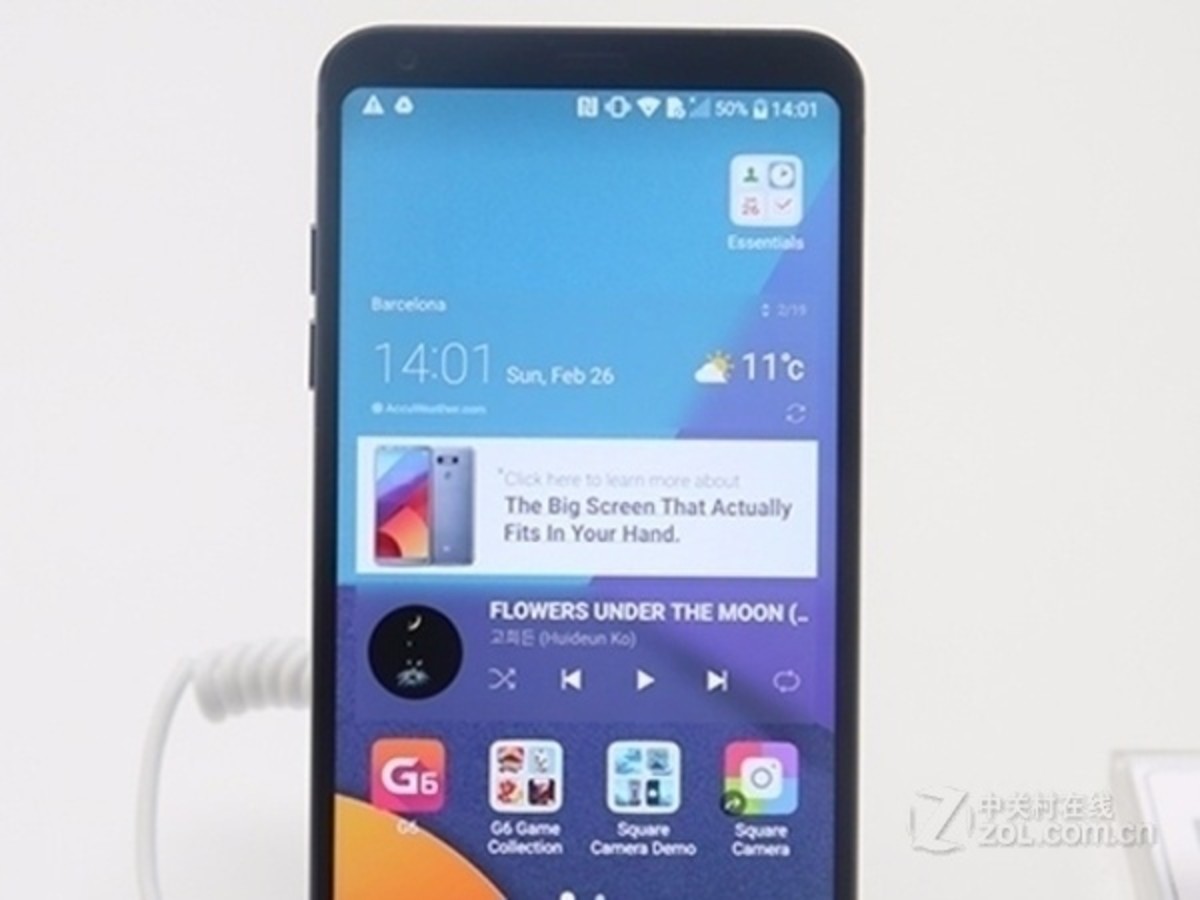 50% 14:01
26
Essentials
Barcelona
2/19
14:01 Sun, Feb 26
11°c
AccuWeather.com
*Click here to learn more about
The Big Screen That Actually
Fits In Your Hand.
FLOWERS UNDER THE MOON (..
고희든 (Huideun Ko)
G6
G6
G6 Game
Collection
Square
Camera Demo
Square
Camera
中关村在线
ZOL.com.cn